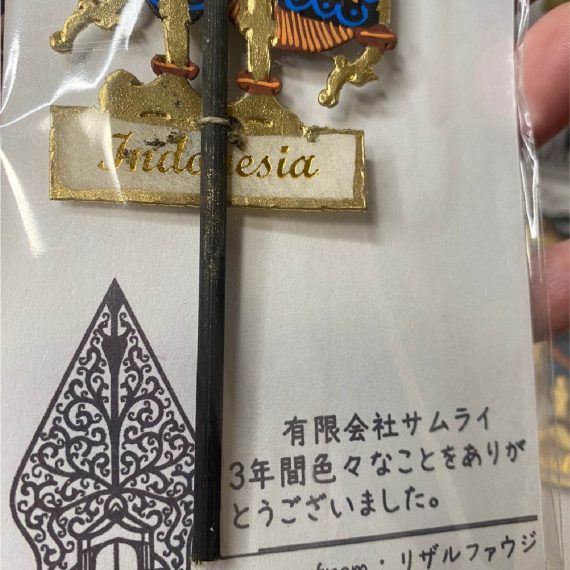 Indonesia
有限会社サムライ
3年間色々なことをありが
とうございました。
from : リザルファウジ